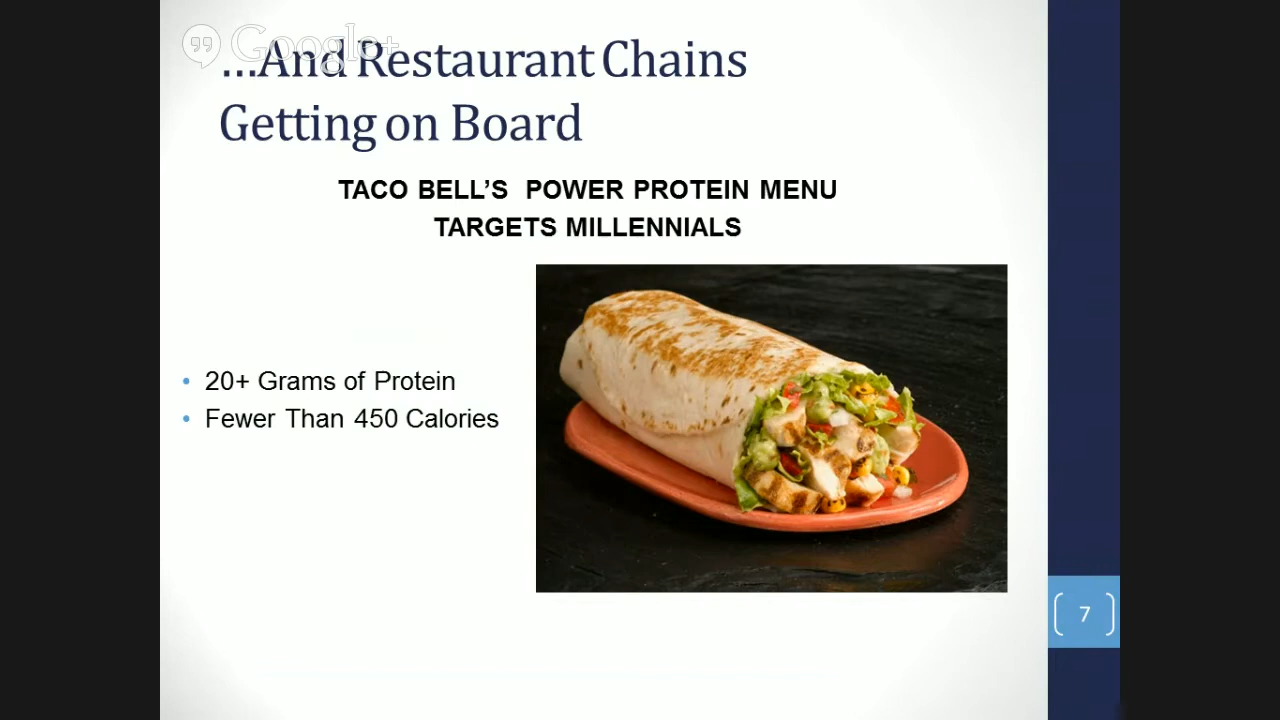 Google+
…And Restaurant Chains
Getting on Board
TACO BELL’S POWER PROTEIN MENU
TARGETS MILLENNIALS
• 20+ Grams of Protein
• Fewer Than 450 Calories
7